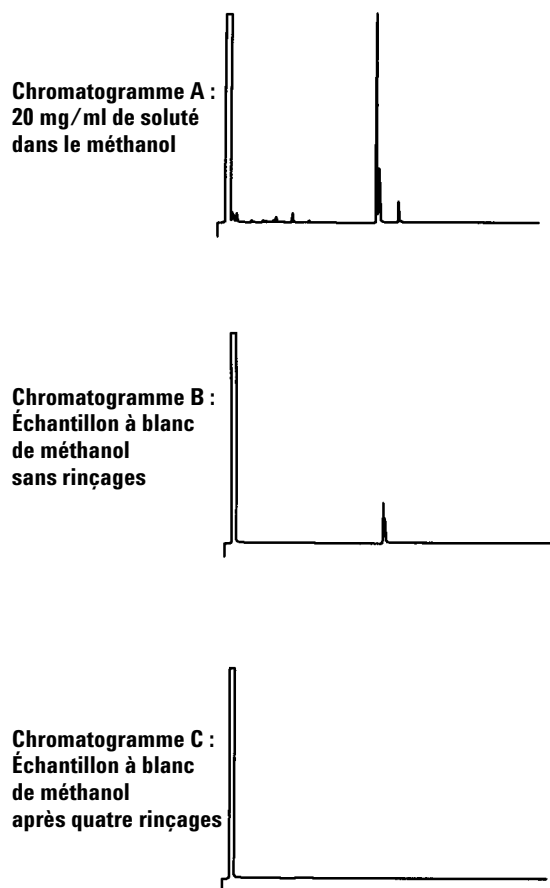 Chromatogramme A :
20 mg/ml de soluté
dans le méthanol
Chromatogramme B :
Échantillon à blanc
de méthanol
sans rinçages
Chromatogramme C :
Échantillon à blanc
de méthanol
après quatre rinçages